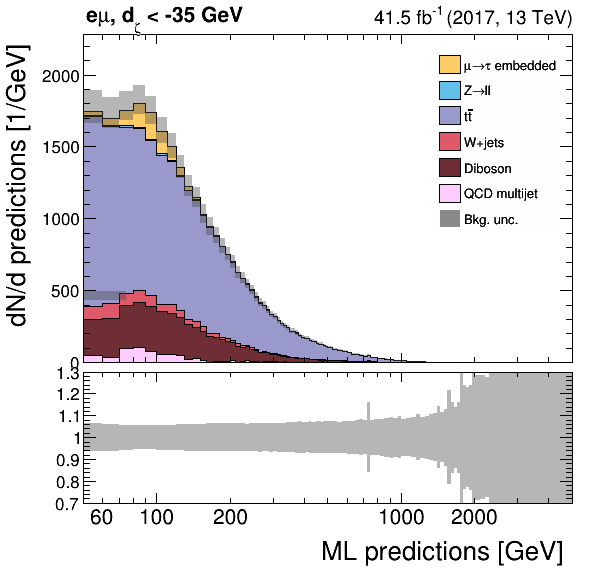 eμ, dζ < -35 GeV
41.5 fb⁻¹ (2017, 13 TeV)
dN/d predictions [1/GeV]
2000
1500
1000
500
0
μ→τ embedded
Z→ll
tt̄
W+jets
Diboson
QCD multijet
Bkg. unc.
1.3
1.2
1.1
1
0.9
0.8
0.7
60 100 200 1000 2000
ML predictions [GeV]